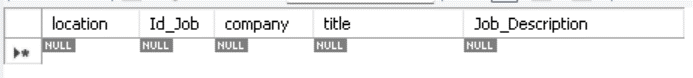 location Id_Job company title Job_Description
NULL NULL NULL NULL NULL